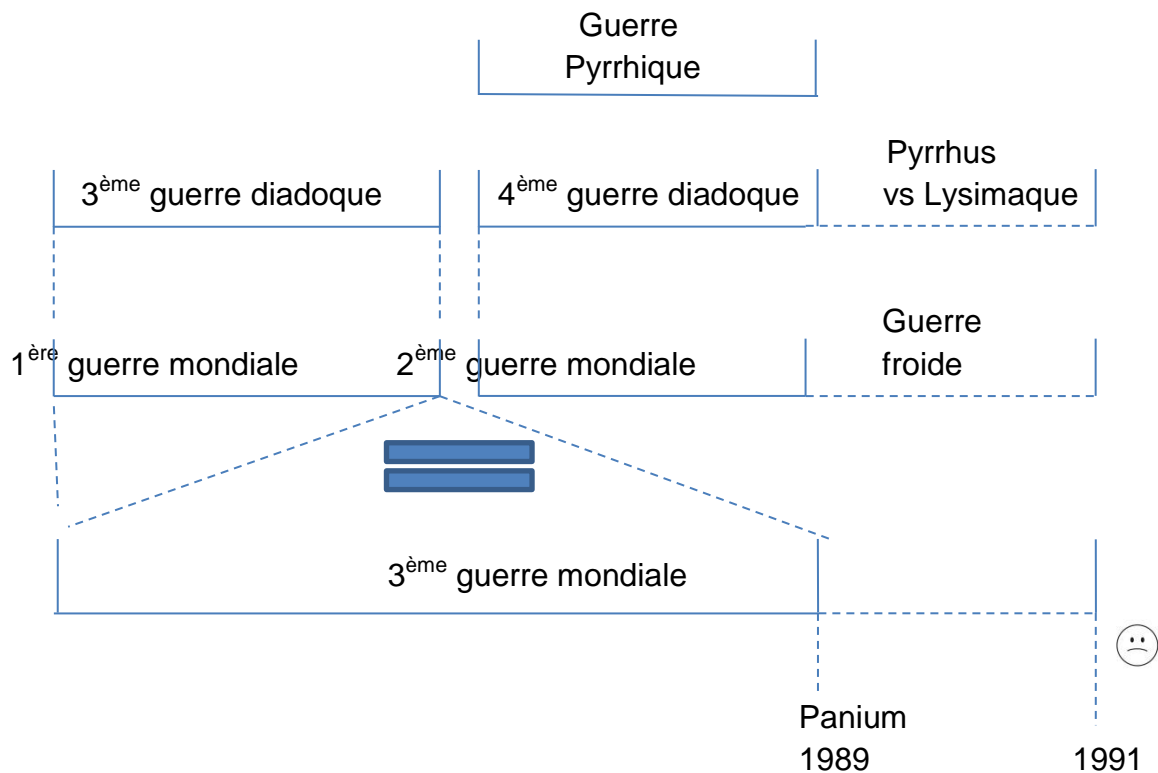 Guerre
Pyrrhique
Pyrrhus
3ème guerre diadoque 4ème guerre diadoque vs Lysimaque
Guerre
1ère guerre mondiale 2ème guerre mondiale froide
3ème guerre mondiale
Panium
1989 1991